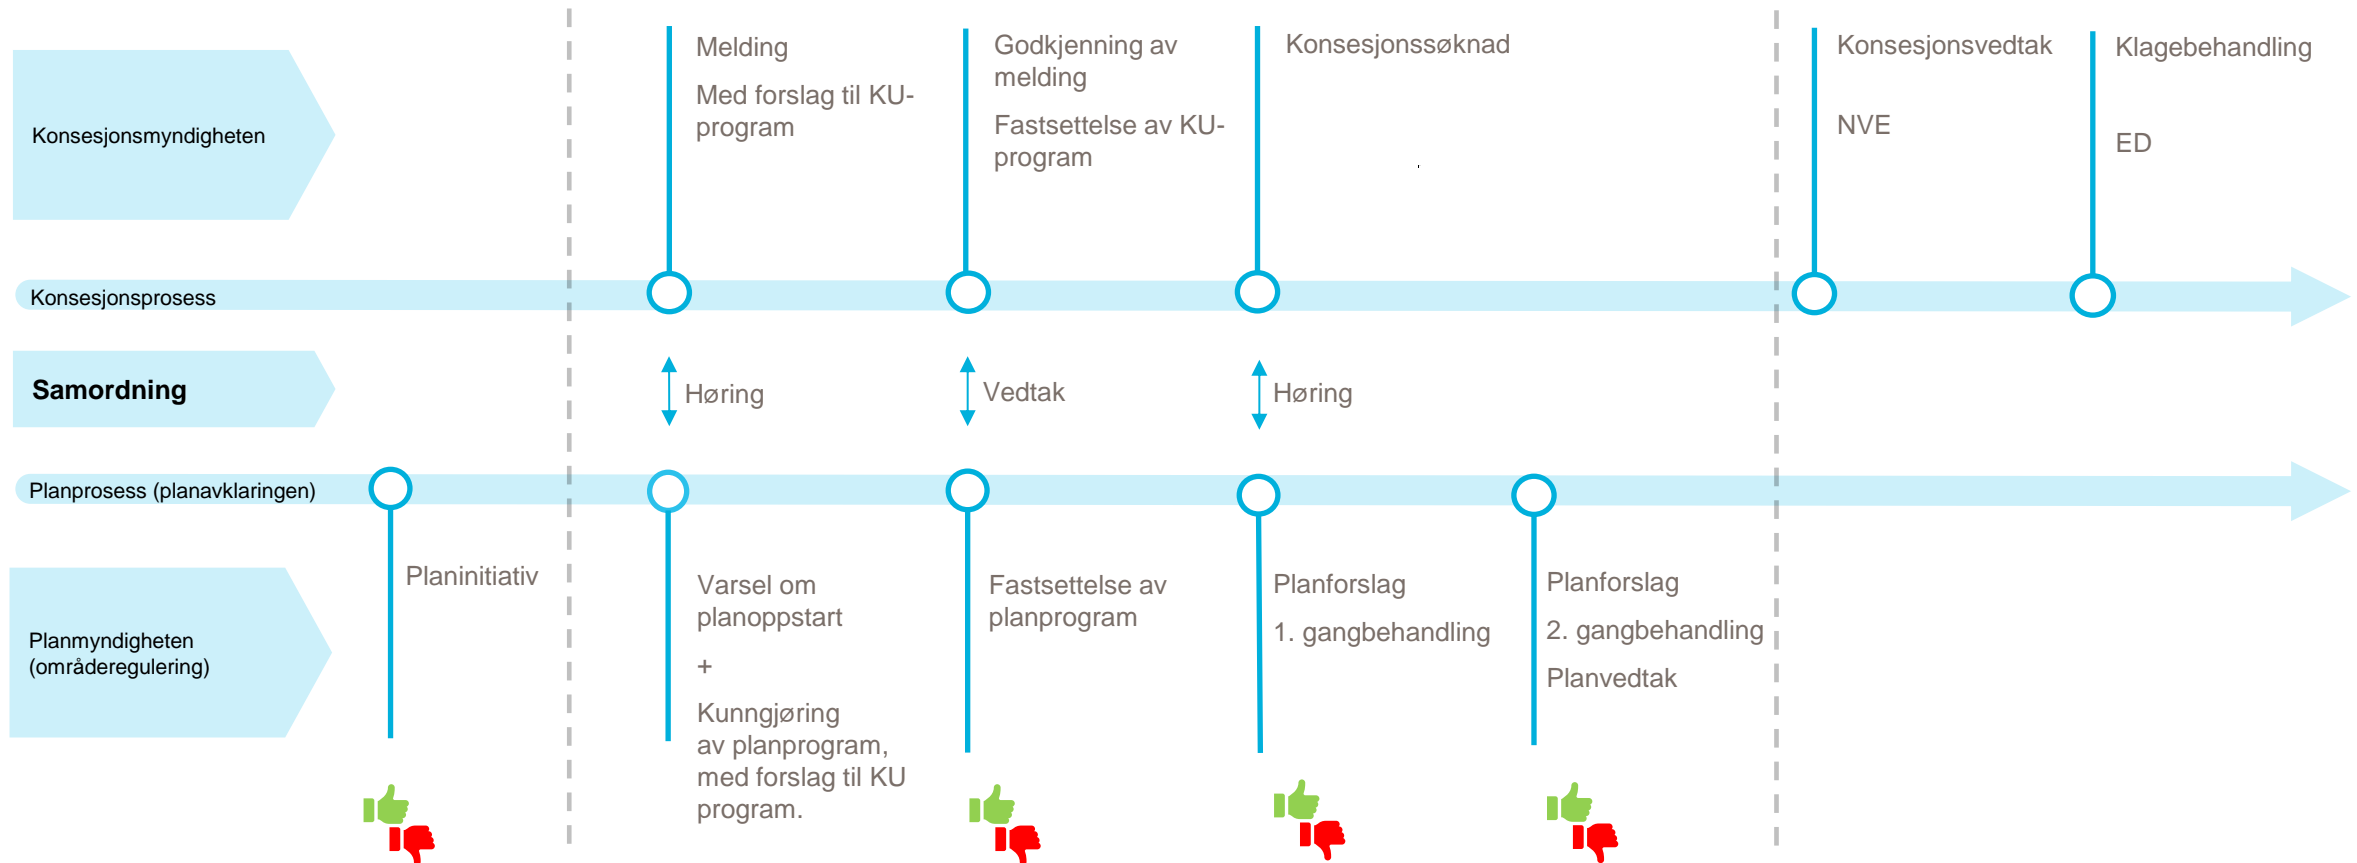 Konsesjonsmyndigheten
Melding
Med forslag til KU-
program
Godkjenning av
melding
Fastsettelse av KU-
program
Konsesjonssøknad
Konsesjonsvedtak
NVE
Klagebehandling
ED
Konsesjonsprosess
Samordning
Høring
Vedtak
Høring
Planprosess (planavklaringen)
Planmyndigheten
(områderegulering)
Planinitiativ
Varsel om
planoppstart
+
Kunngjøring
av planprogram,
med forslag til KU
program.
Fastsettelse av
planprogram
Planforslag
1. gangbehandling
Planforslag
2. gangbehandling
Planvedtak